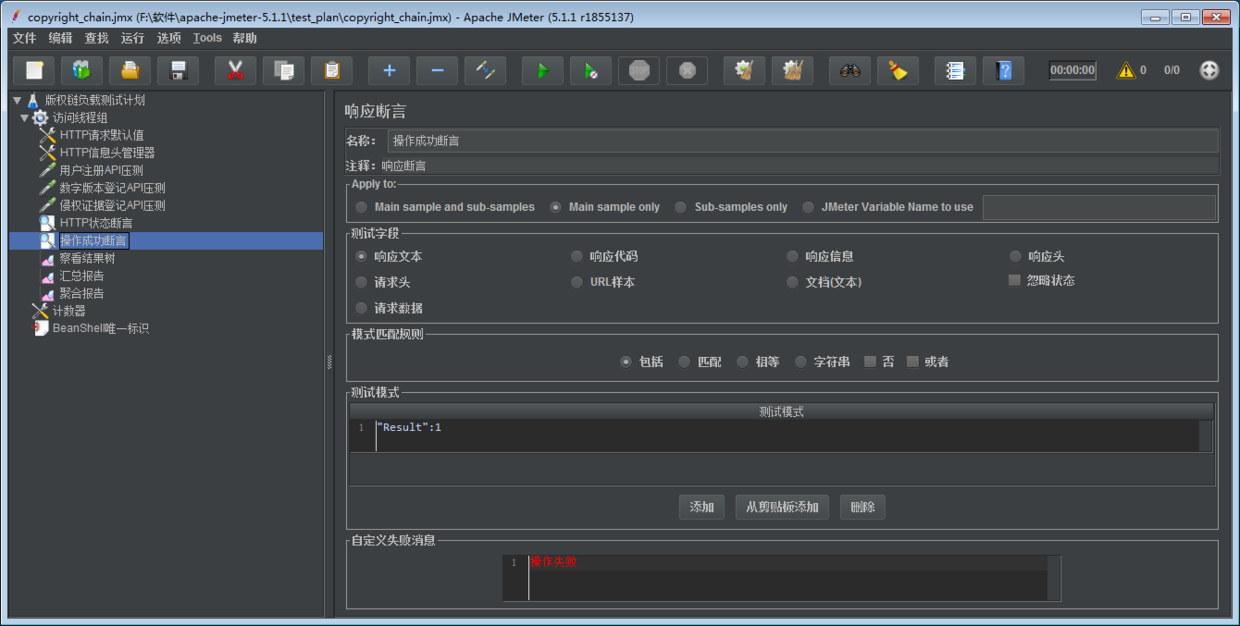 copyright_chain.jmx (F:\软件\apache-jmeter-5.1.1\test_plan\copyright_chain.jmx) - Apache JMeter (5.1.1 r1855137)
文件 编辑 查找 运行 选项 Tools 帮助
STOP 00:00:00 0 0/0
版权链负载测试计划
访问线程组
HTTP请求默认值
HTTP信息头管理器
用户注册API压测
数字版本登记API压测
侵权证据登记API压测
HTTP状态断言
操作成功断言
察看结果树
汇总报告
聚合报告
计数器
BeanShell唯一标识
响应断言
名称： 操作成功断言
注释： 响应断言
Apply to:
Main sample and sub-samples Main sample only Sub-samples only JMeter Variable Name to use
测试字段
响应文本 响应代码 响应信息 响应头
请求头 URL样本 文档(文本) 忽略状态
请求数据
模式匹配规则
包括 匹配 相等 字符串 否 或者
测试模式
测试模式
1 "Result":1
添加 从剪贴板添加 删除
自定义失败消息
1 操作失败